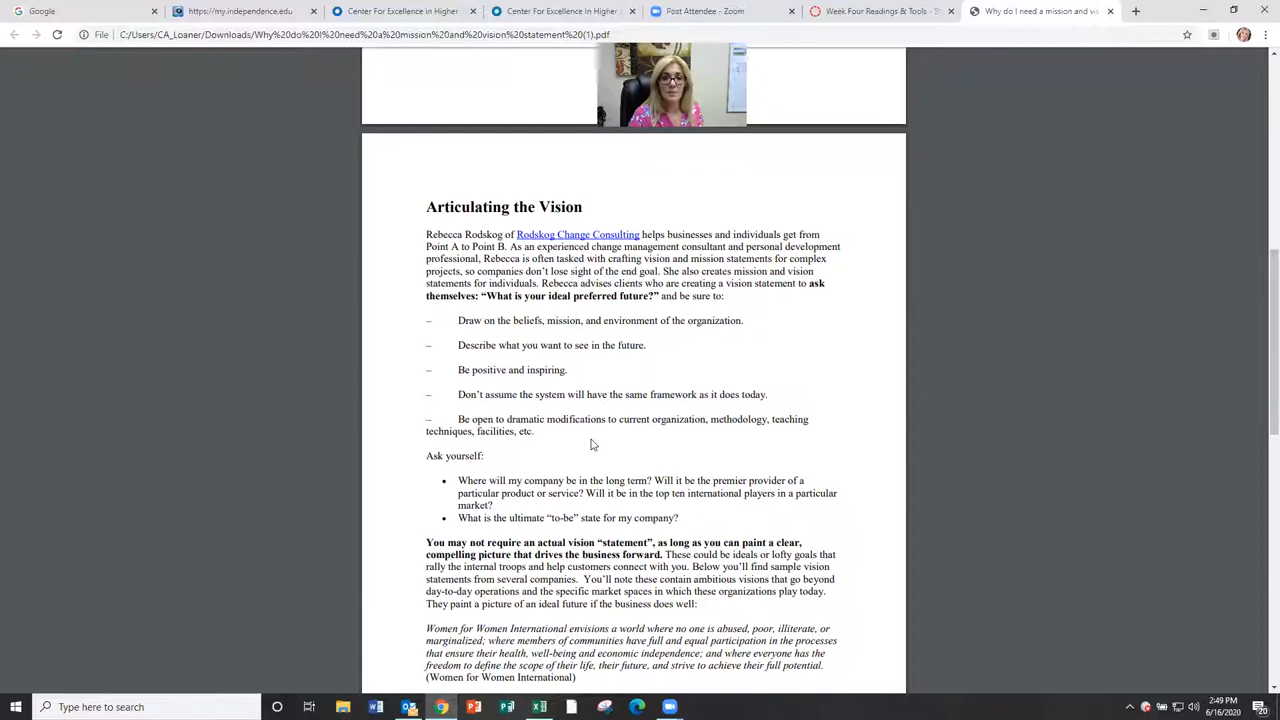 Google
https://my.independence.edu
Center For Excellence In Higher
Center For Excellence In Higher
Post Attendee - Zoom
Week Four Readings & Tools - S
Why do I need a mission and vis
File | C:/Users/CA_Loaner/Downloads/Why%20do%20I%20need%20a%20mission%20and%20vision%20statement%20(1).pdf
Articulating the Vision
Rebecca Rodskog of Rodskog Change Consulting helps businesses and individuals get from
Point A to Point B. As an experienced change management consultant and personal development
professional, Rebecca is often tasked with crafting vision and mission statements for complex
projects, so companies don't lose sight of the end goal. She also creates mission and vision
statements for individuals. Rebecca advises clients who are creating a vision statement to ask
themselves: "What is your ideal preferred future?" and be sure to:
– Draw on the beliefs, mission, and environment of the organization.
– Describe what you want to see in the future.
– Be positive and inspiring.
– Don't assume the system will have the same framework as it does today.
– Be open to dramatic modifications to current organization, methodology, teaching
techniques, facilities, etc.
Ask yourself:
• Where will my company be in the long term? Will it be the premier provider of a
particular product or service? Will it be in the top ten international players in a particular
market?
• What is the ultimate "to-be" state for my company?
You may not require an actual vision "statement", as long as you can paint a clear,
compelling picture that drives the business forward. These could be ideals or lofty goals that
rally the internal troops and help customers connect with you. Below you'll find sample vision
statements from several companies.  You'll note these contain ambitious visions that go beyond
day-to-day operations and the specific market spaces in which these organizations play today.
They paint a picture of an ideal future if the business does well:
Women for Women International envisions a world where no one is abused, poor, illiterate, or
marginalized; where members of communities have full and equal participation in the processes
that ensure their health, well-being and economic independence; and where everyone has the
freedom to define the scope of their life, their future, and strive to achieve their full potential.
(Women for Women International)
Type here to search
2:49 PM
6/16/2020
20